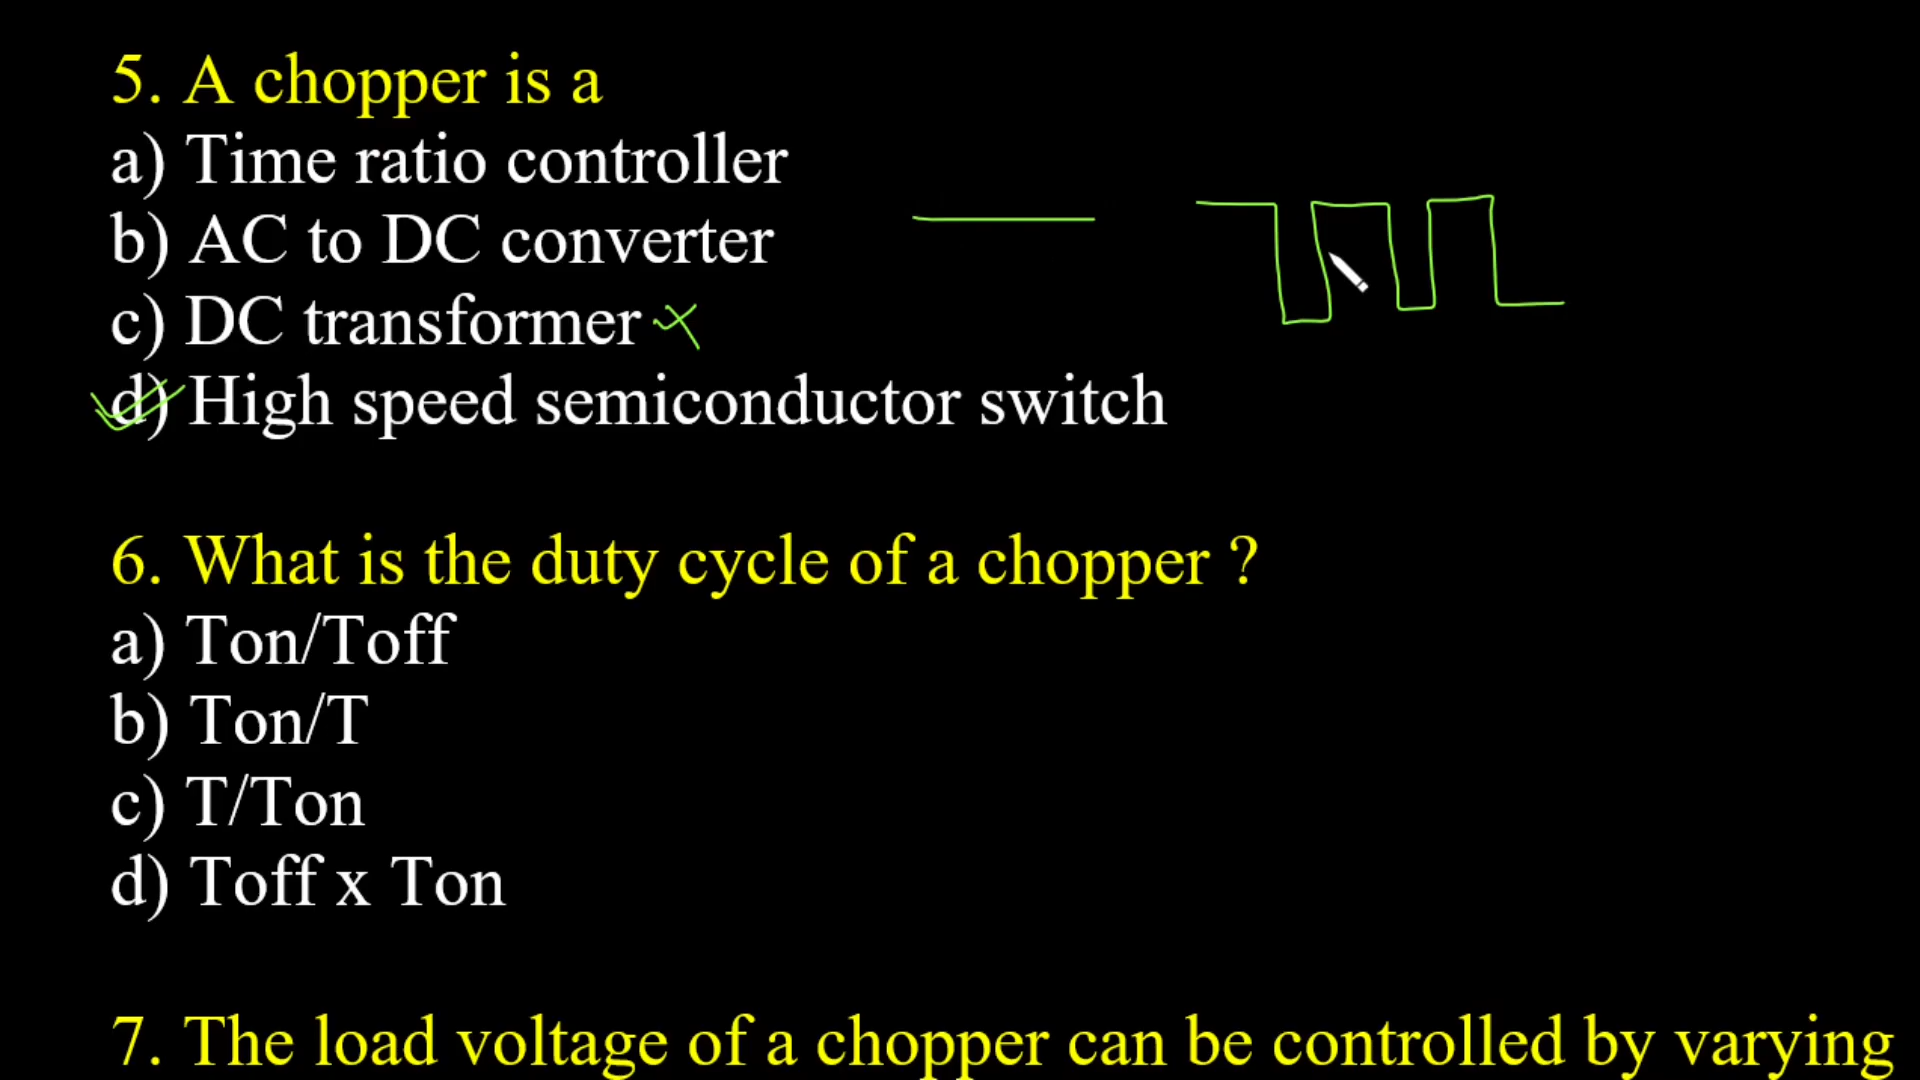 5. A chopper is a
a) Time ratio controller
b) AC to DC converter
c) DC transformer
d) High speed semiconductor switch
6. What is the duty cycle of a chopper ?
a) Ton/Toff
b) Ton/T
c) T/Ton
d) Toff x Ton
7. The load voltage of a chopper can be controlled by varying